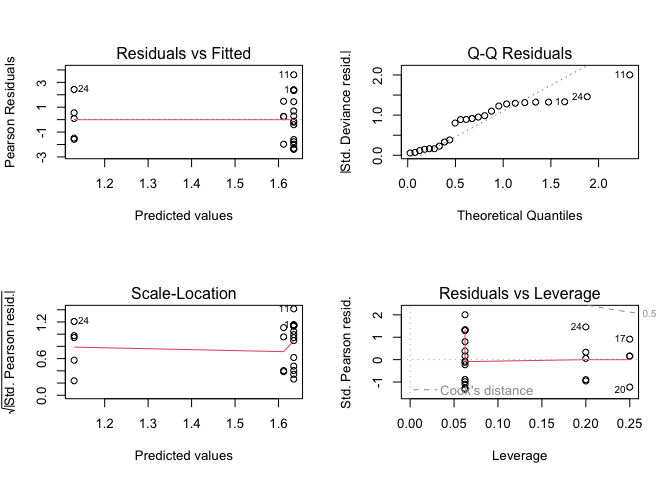 Residuals vs Fitted
Pearson Residuals
3
1
-1
-3
24
11
1
1.2 1.3 1.4 1.5 1.6
Predicted values
Q-Q Residuals
|Std. Deviance resid.|
2.0
1.0
0.0
11
24
1
0.0 0.5 1.0 1.5 2.0
Theoretical Quantiles
Scale-Location
√|Std. Pearson resid.|
1.2
0.6
0.0
24
11
1.2 1.3 1.4 1.5 1.6
Predicted values
Residuals vs Leverage
Std. Pearson resid.
2
1
0
-1
24
17
20
0.5
Cook's distance
0.00 0.05 0.10 0.15 0.20 0.25
Leverage